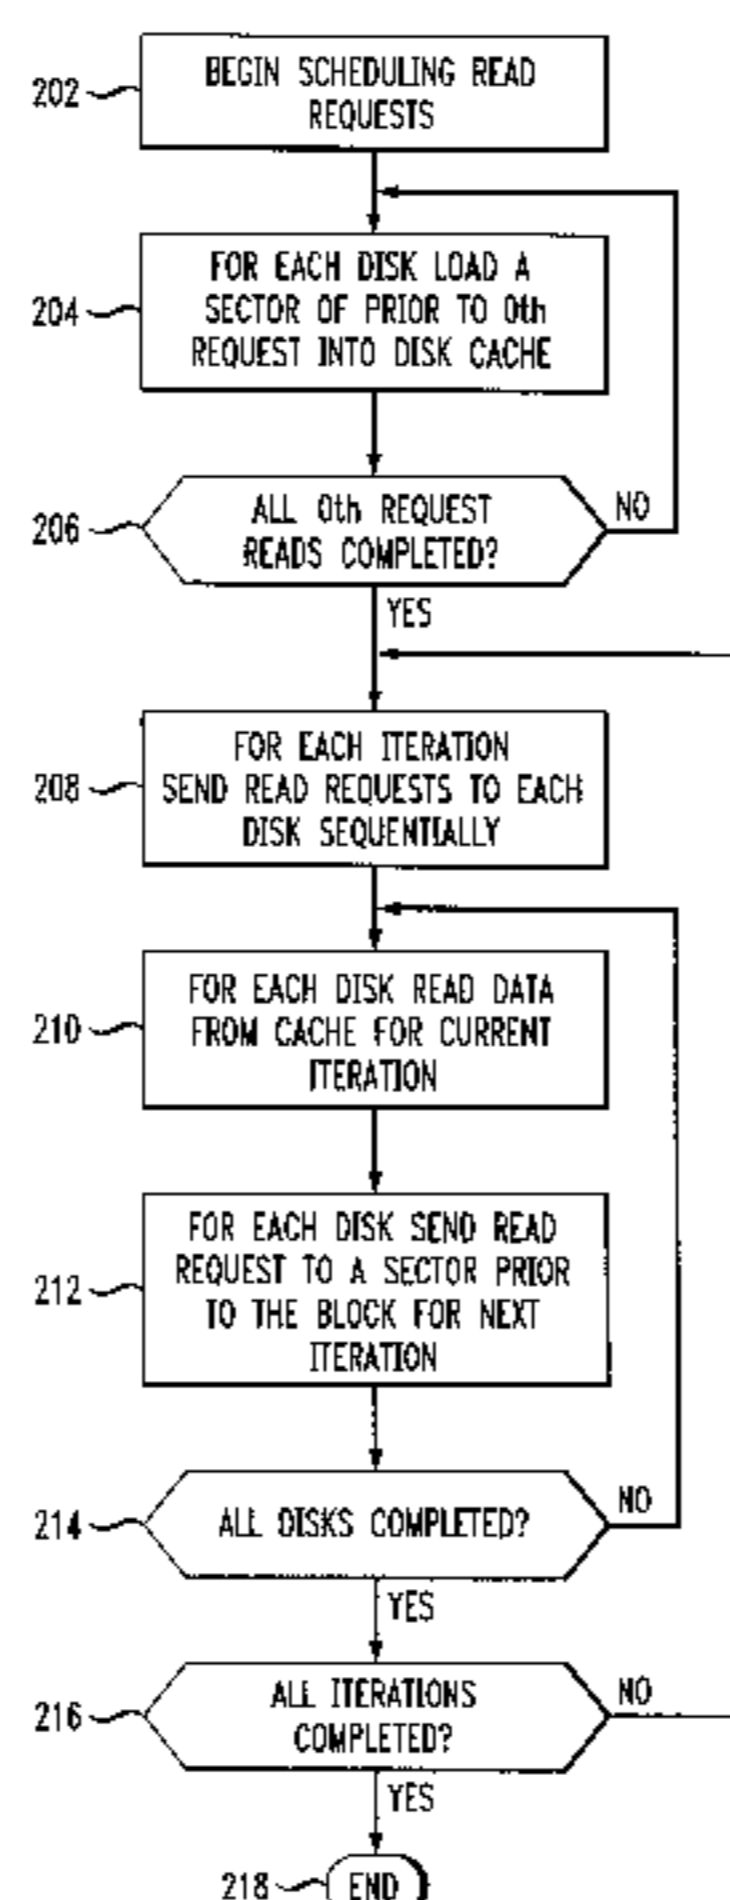 202
BEGIN SCHEDULING READ
REQUESTS
204
FOR EACH DISK LOAD A
SECTOR OF PRIOR TO 0th
REQUEST INTO DISK CACHE
206
ALL 0th REQUEST
READS COMPLETED?
NO
YES
208
FOR EACH ITERATION
SEND READ REQUESTS TO EACH
DISK SEQUENTIALLY
210
FOR EACH DISK READ DATA
FROM CACHE FOR CURRENT
ITERATION
212
FOR EACH DISK SEND READ
REQUEST TO A SECTOR PRIOR
TO THE BLOCK FOR NEXT
ITERATION
214
ALL DISKS COMPLETED?
NO
YES
216
ALL ITERATIONS
COMPLETED?
NO
YES
218
END